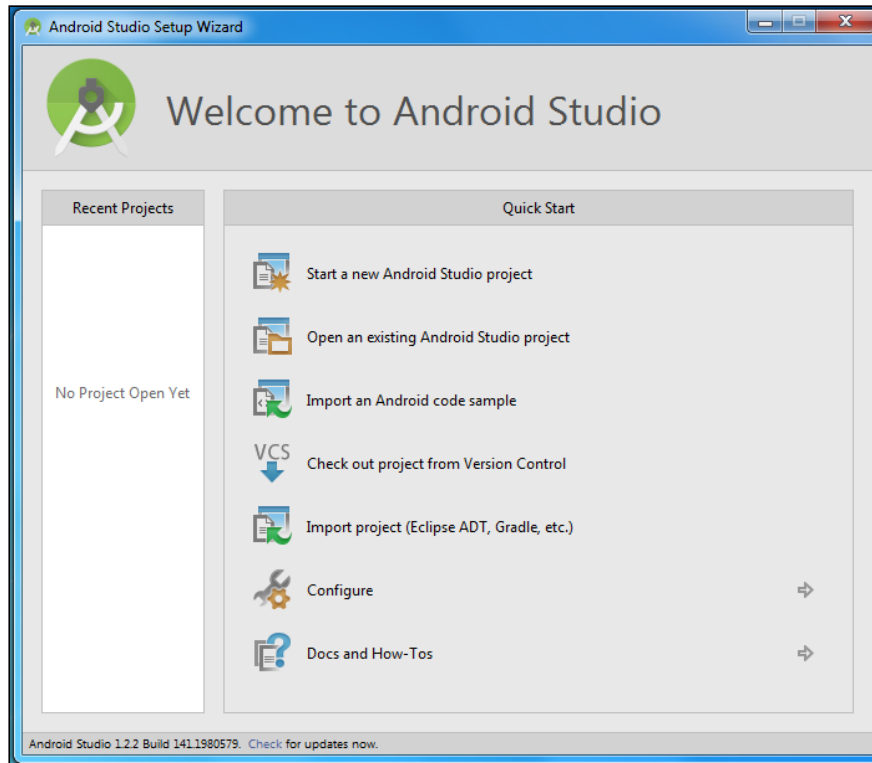 Android Studio Setup Wizard
Welcome to Android Studio
Recent Projects
No Project Open Yet
Quick Start
Start a new Android Studio project
Open an existing Android Studio project
Import an Android code sample
VCS
Check out project from Version Control
Import project (Eclipse ADT, Gradle, etc.)
Configure
Docs and How-Tos
Android Studio 1.2.2 Build 141.1980579. Check for updates now.